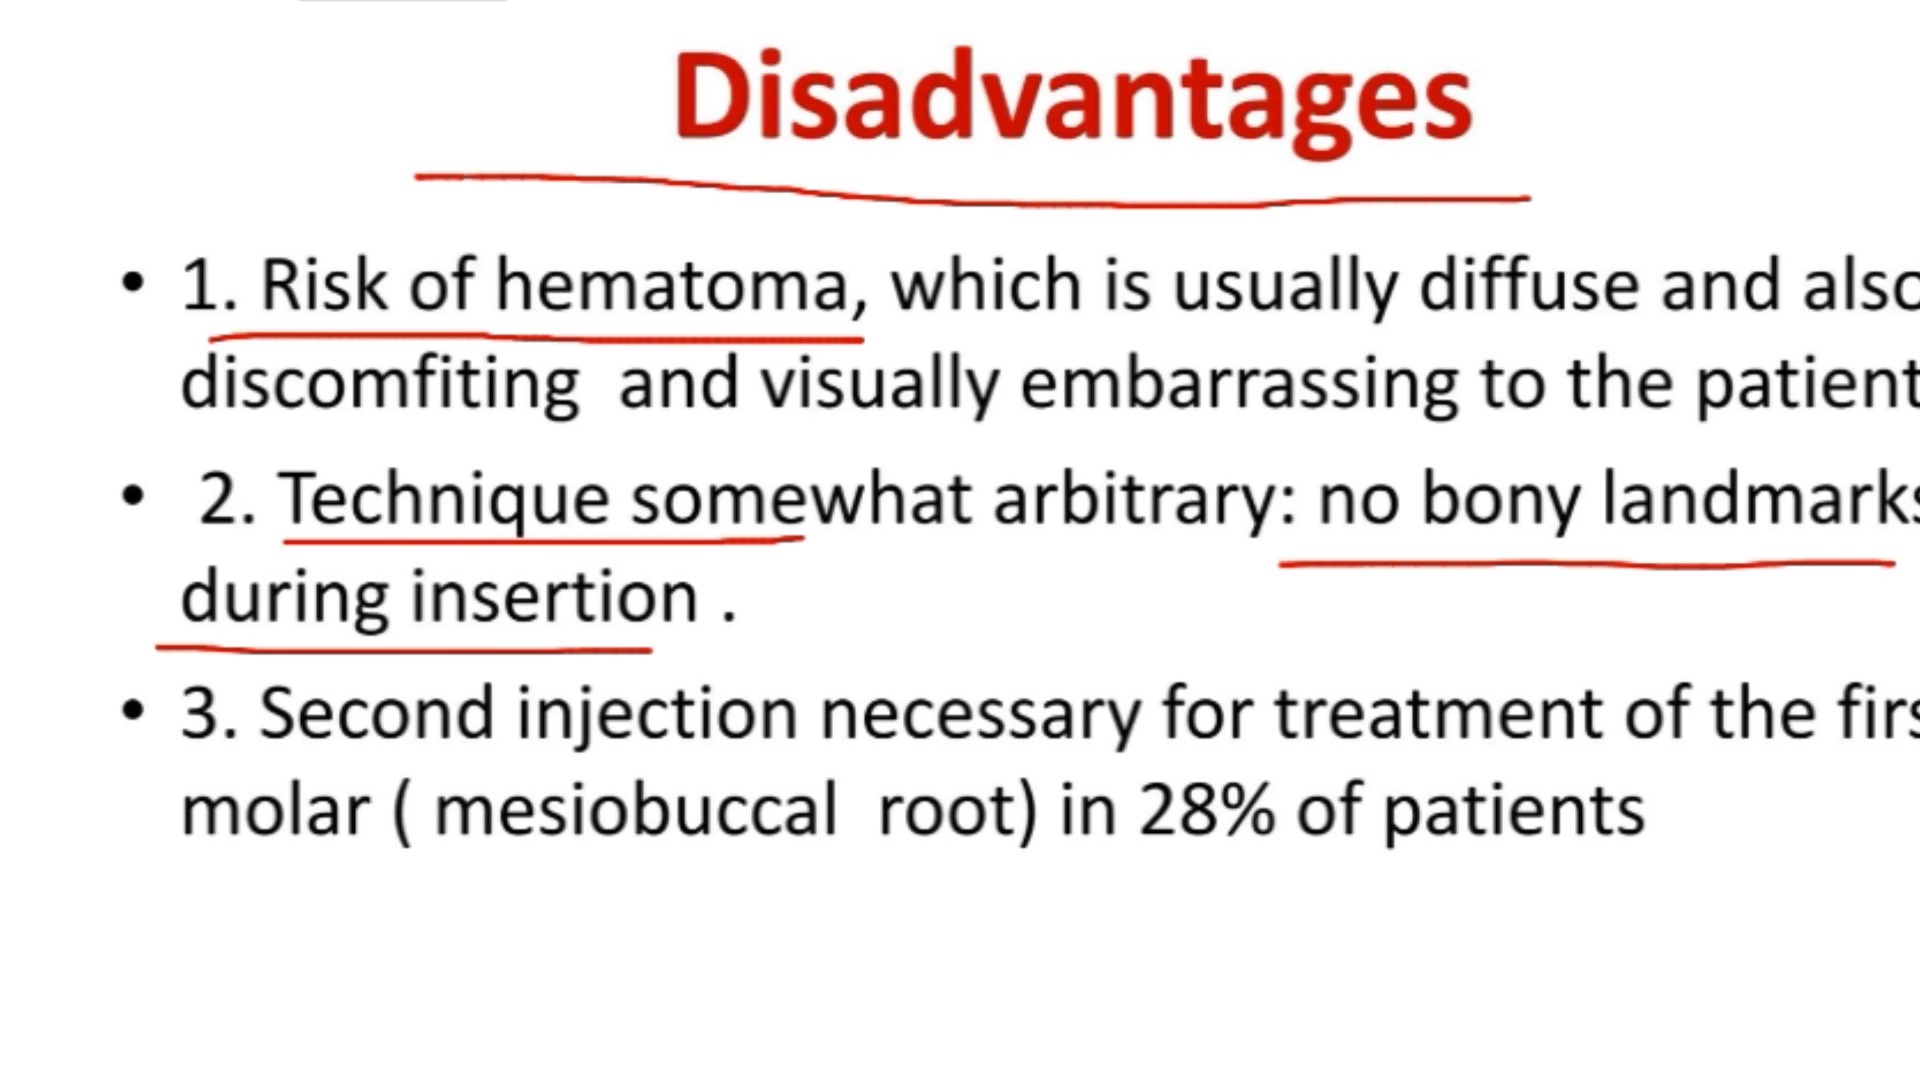 Disadvantages
• 1. Risk of hematoma, which is usually diffuse and also
discomfiting and visually embarrassing to the patient
• 2. Technique somewhat arbitrary: no bony landmarks
during insertion .
• 3. Second injection necessary for treatment of the firs
molar ( mesiobuccal root) in 28% of patients